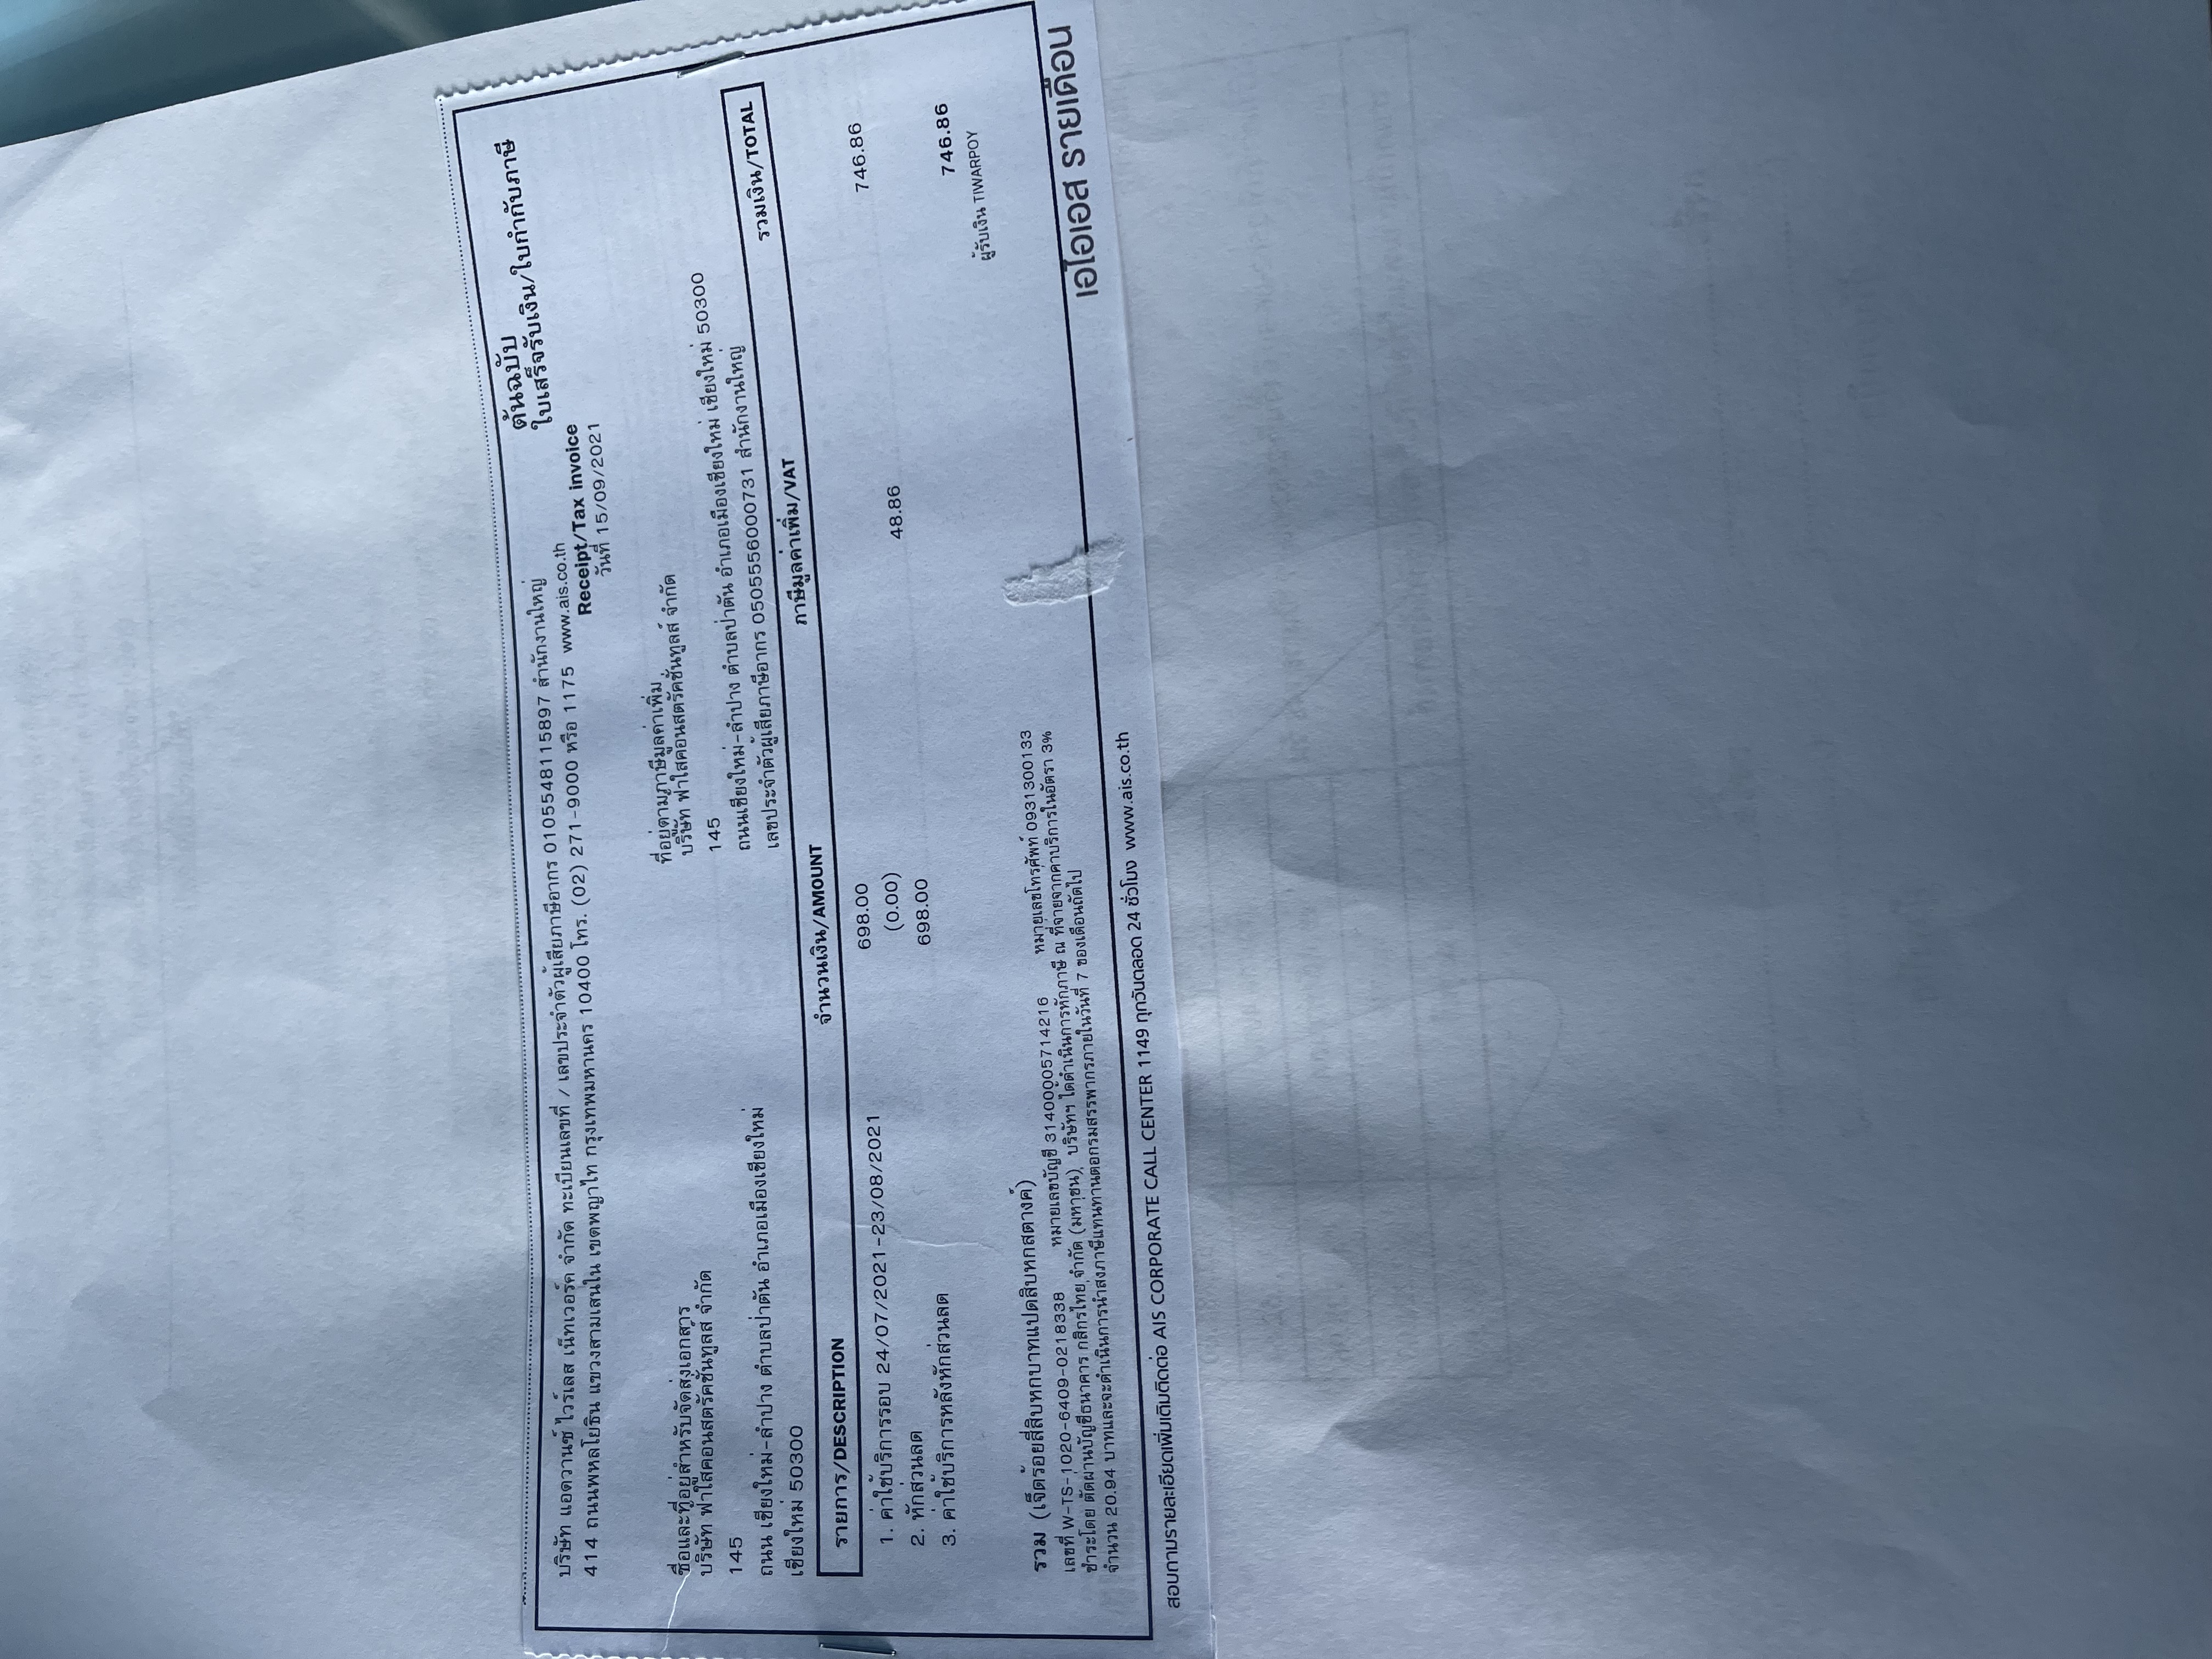 ต้นฉบับ
ใบเสร็จรับเงิน/ใบกำกับภาษี
บริษัท แอดวานซ์ ไวร์เลส เน็ทเวอร์ค จำกัด ทะเบียนเลขที่ / เลขประจำตัวผู้เสียภาษีอากร 0105548115897 สำนักงานใหญ่
414 ถนนพหลโยธิน แขวงสามเสนใน เขตพญาไท กรุงเทพมหานคร 10400 โทร. (02) 271-9000 หรือ 1175 www.ais.co.th
Receipt/Tax invoice
วันที่ 15/09/2021
ชื่อและที่อยู่สำหรับจัดส่งเอกสาร
บริษัท ฟ้าใสคอนสตรัคชั่นทูลส์ จำกัด
145
ถนน เชียงใหม่-ลำปาง ตำบลป่าตัน อำเภอเมืองเชียงใหม่
เชียงใหม่ 50300
ที่อยู่ตามภาษีมูลค่าเพิ่ม
บริษัท ฟ้าใสคอนสตรัคชั่นทูลส์ จำกัด
145
ถนนเชียงใหม่-ลำปาง ตำบลป่าตัน อำเภอเมืองเชียงใหม่ เชียงใหม่ 50300
เลขประจำตัวผู้เสียภาษีอากร 0505556000731 สำนักงานใหญ่
รายการ/DESCRIPTION จำนวนเงิน/AMOUNT ภาษีมูลค่าเพิ่ม/VAT รวมเงิน/TOTAL
1. ค่าใช้บริการรอบ 24/07/2021-23/08/2021 698.00
2. หักส่วนลด (0.00)
3. ค่าใช้บริการหลังหักส่วนลด 698.00 48.86 746.86
รวม (เจ็ดร้อยสี่สิบหกบาทแปดสิบหกสตางค์) 746.86
ผู้รับเงิน TIWARPOY
เลขที่ W-TS-1020-6409-0218338 หมายเลขบัญชี 31400005714216 หมายเลขโทรศัพท์ 0931300133
ชำระโดย ตัดผ่านบัญชีธนาคาร กสิกรไทย จำกัด (มหาชน) บริษัทฯ ได้ดำเนินการหักภาษี ณ ที่จ่ายจากค่าบริการในอัตรา 3%
จำนวน 20.94 บาทและจะดำเนินการนำส่งภาษีแทนท่านต่อกรมสรรพากรภายในวันที่ 7 ของเดือนถัดไป
สอบถามรายละเอียดเพิ่มเติมติดต่อ AIS CORPORATE CALL CENTER 1149 ทุกวันตลอด 24 ชั่วโมง www.ais.co.th
เอไอเอส รายเดือน